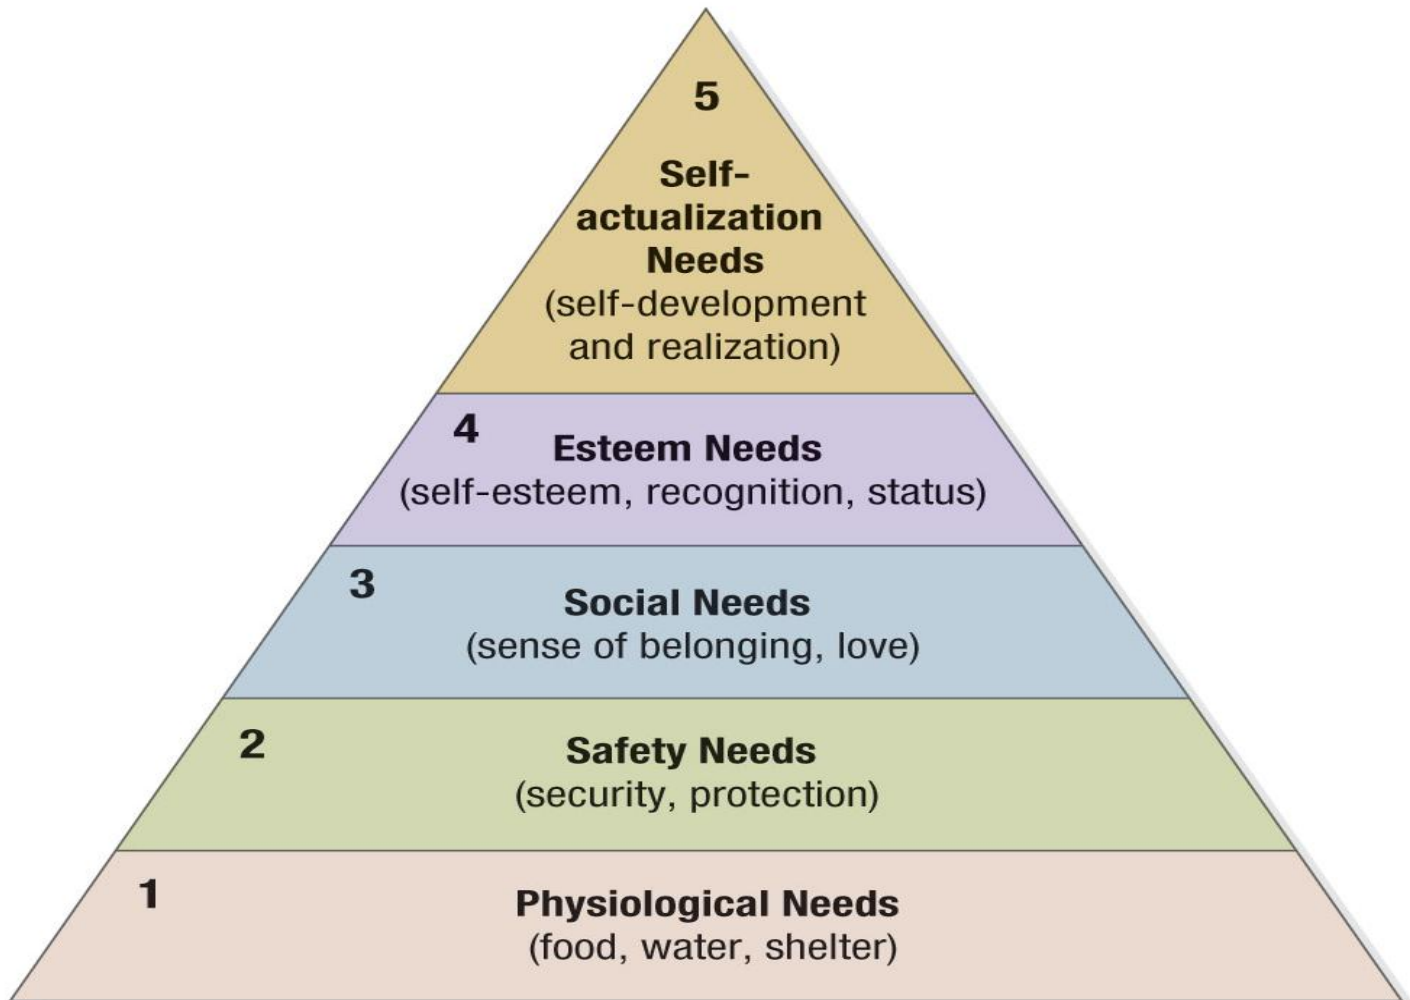 5
Self-
actualization
Needs
(self-development
and realization)
4
Esteem Needs
(self-esteem, recognition, status)
3
Social Needs
(sense of belonging, love)
2
Safety Needs
(security, protection)
1
Physiological Needs
(food, water, shelter)